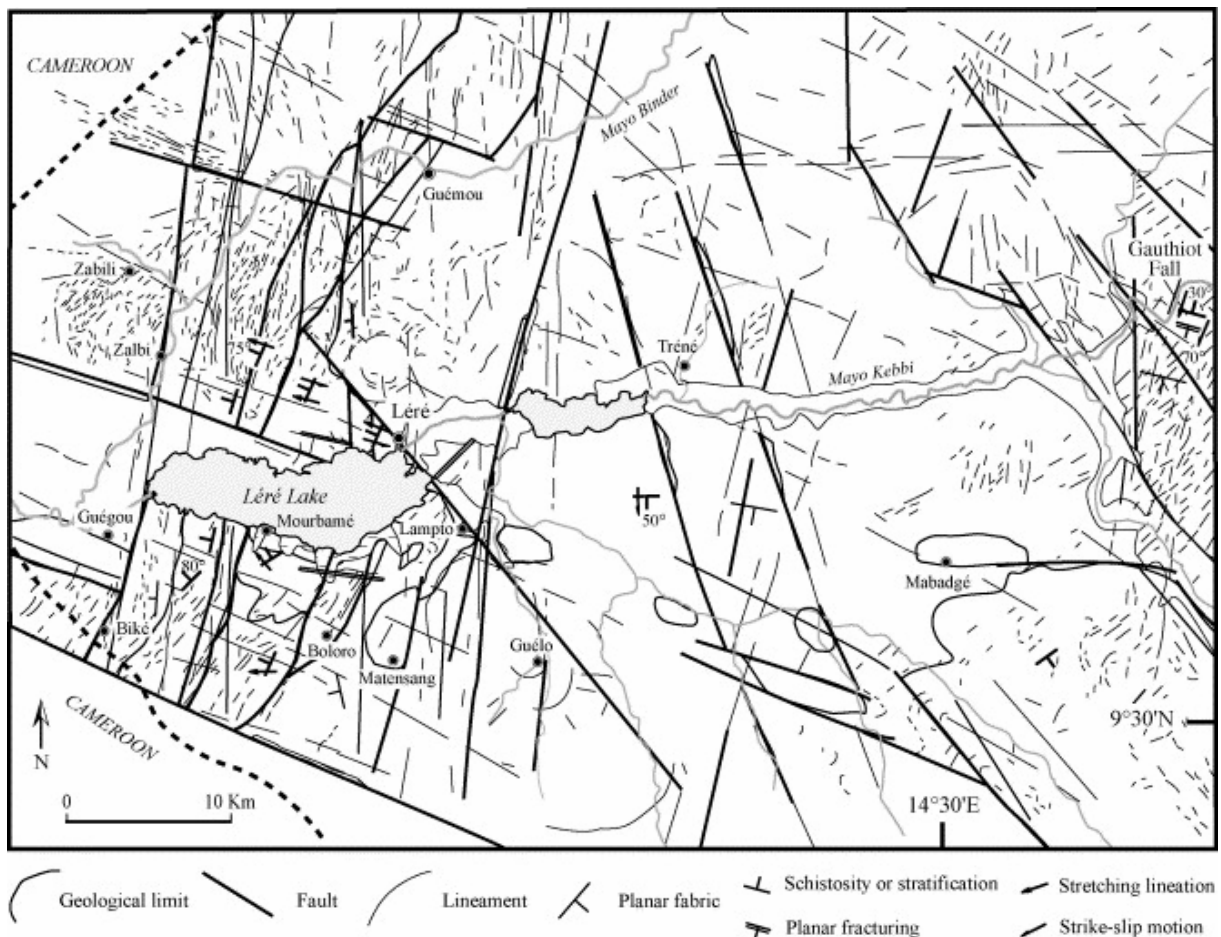 CAMEROON
Mayo Binder
Guémou
Gauthiot
Fall
Zabili
30°
Zalbi
75°
Tréné
Mayo Kebbi
70°
Léré
Léré Lake
Mourbamé
Guégou
Lampto
50°
80°
Mabadgé
Biké
Boloro
Guélo
Matensang
CAMEROON
9°30'N
N
0 10 Km
14°30'E
Geological limit
Fault
Lineament
Planar fabric
Schistosity or stratification
Stretching lineation
Planar fracturing
Strike-slip motion